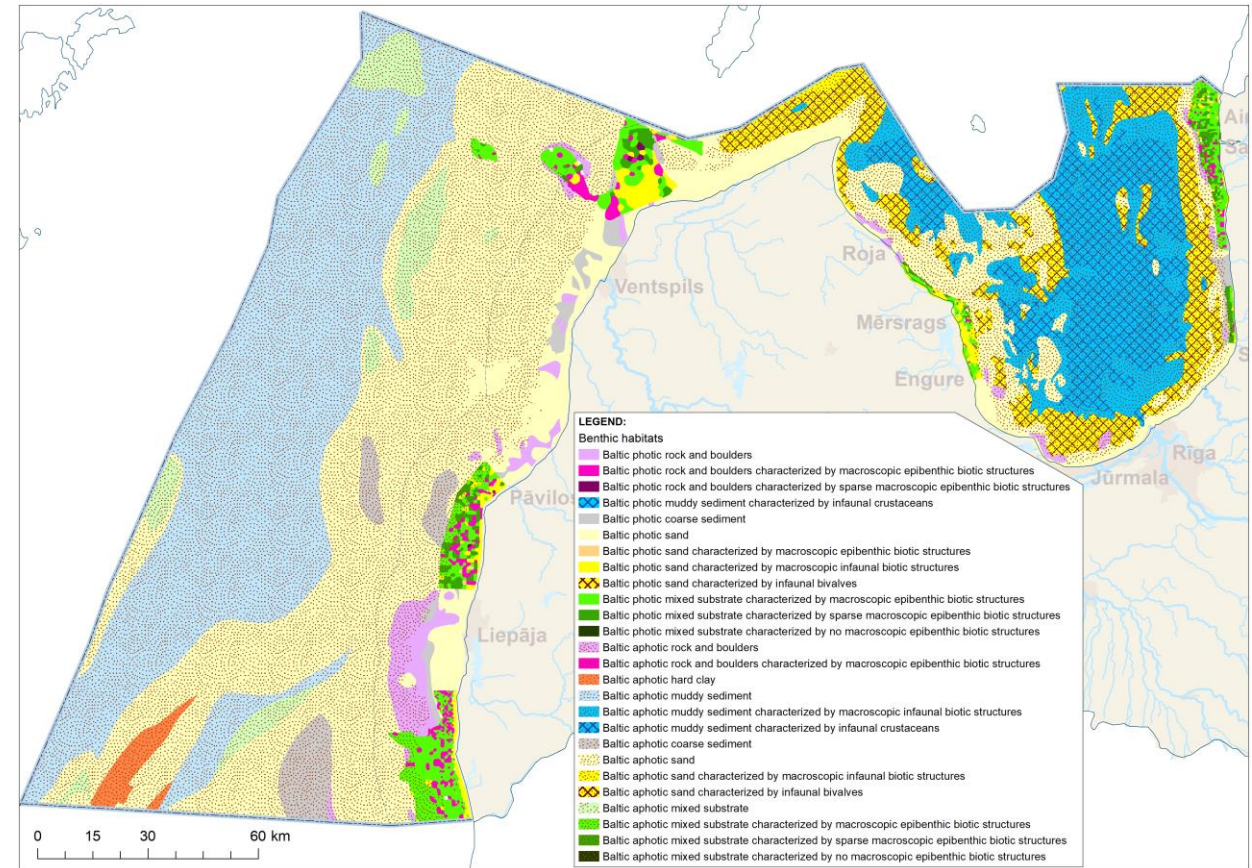 Air
Sa
Roja
Ventspils
Mērsrags
Engure
S
Rīga
Jūrmala
Pāvilos
Liepāja
LEGEND:
Benthic habitats
Baltic photic rock and boulders
Baltic photic rock and boulders characterized by macroscopic epibenthic biotic structures
Baltic photic rock and boulders characterized by sparse macroscopic epibenthic biotic structures
Baltic photic muddy sediment characterized by infaunal crustaceans
Baltic photic coarse sediment
Baltic photic sand
Baltic photic sand characterized by macroscopic epibenthic biotic structures
Baltic photic sand characterized by macroscopic infaunal biotic structures
Baltic photic sand characterized by infaunal bivalves
Baltic photic mixed substrate characterized by macroscopic epibenthic biotic structures
Baltic photic mixed substrate characterized by sparse macroscopic epibenthic biotic structures
Baltic photic mixed substrate characterized by no macroscopic epibenthic biotic structures
Baltic aphotic rock and boulders
Baltic aphotic rock and boulders characterized by macroscopic epibenthic biotic structures
Baltic aphotic hard clay
Baltic aphotic muddy sediment
Baltic aphotic muddy sediment characterized by macroscopic infaunal biotic structures
Baltic aphotic muddy sediment characterized by infaunal crustaceans
Baltic aphotic coarse sediment
Baltic aphotic sand
Baltic aphotic sand characterized by macroscopic infaunal biotic structures
Baltic aphotic sand characterized by infaunal bivalves
Baltic aphotic mixed substrate
Baltic aphotic mixed substrate characterized by macroscopic epibenthic biotic structures
Baltic aphotic mixed substrate characterized by sparse macroscopic epibenthic biotic structures
Baltic aphotic mixed substrate characterized by no macroscopic epibenthic biotic structures
0 15 30 60 km